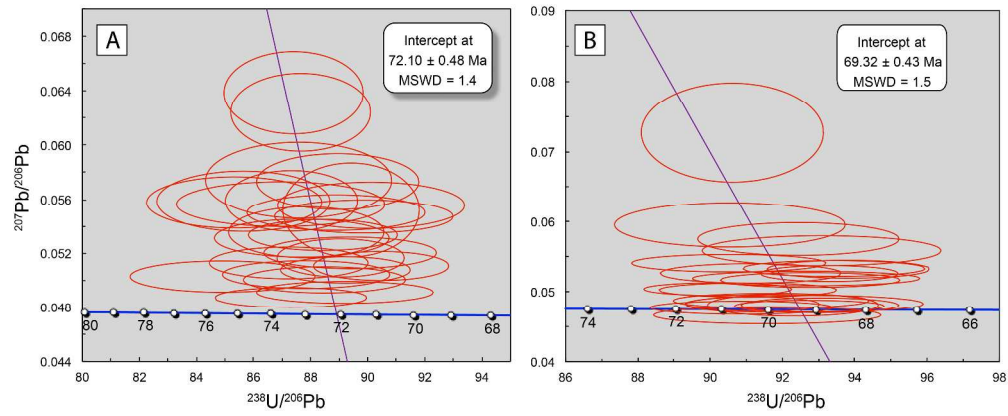 A
Intercept at
72.10 ± 0.48 Ma
MSWD = 1.4
0.068
0.064
0.060
0.056
0.052
0.048
0.044
207Pb/206Pb
80 78 76 74 72 70 68
80 82 84 86 88 90 92 94
238U/206Pb
B
Intercept at
69.32 ± 0.43 Ma
MSWD = 1.5
0.09
0.08
0.07
0.06
0.05
0.04
74 72 70 68 66
86 88 90 92 94 96 98
238U/206Pb